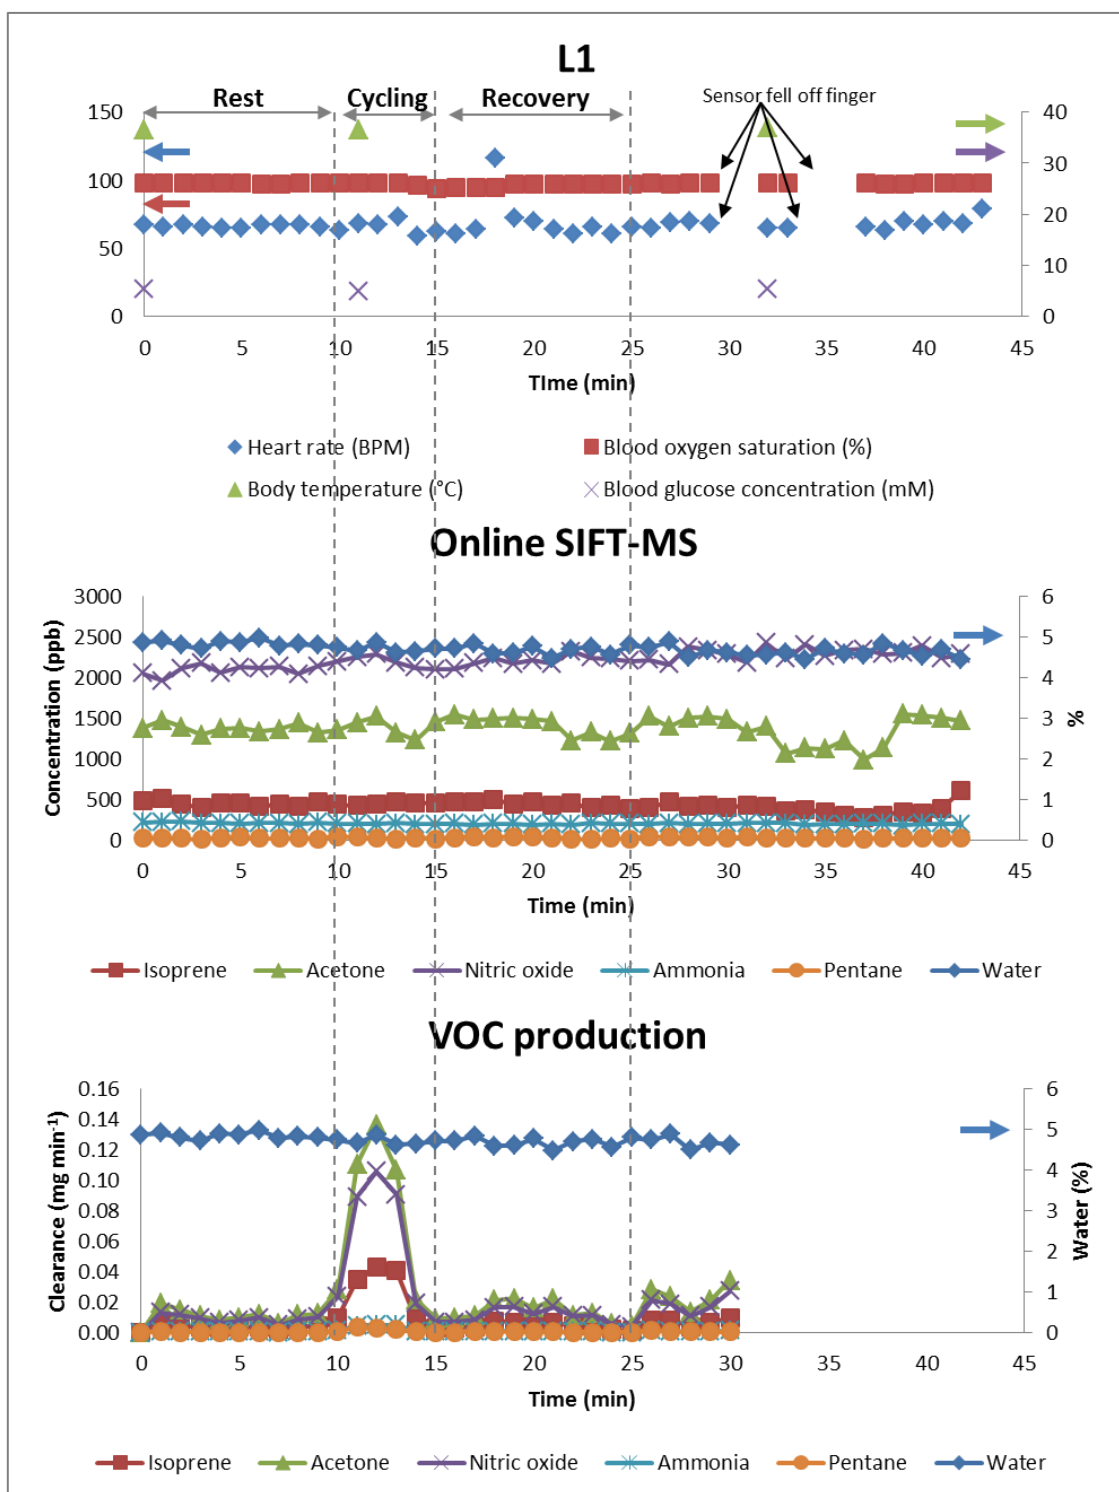 L1
Rest Cycling Recovery Sensor fell off finger
150 40
100 30
50 20
0 10
0
0 5 10 15 20 25 30 35 40 45
TIme (min)
Heart rate (BPM) Blood oxygen saturation (%)
Body temperature (°C) Blood glucose concentration (mM)
Online SIFT-MS
Concentration (ppb)
3000 6
2500 5
2000 4
1500 3
1000 2
500 1
0 0
%
0 5 10 15 20 25 30 35 40 45
Time (min)
Isoprene Acetone Nitric oxide Ammonia Pentane Water
VOC production
Clearance (mg min-1)
0.16 6
0.14 5
0.12 4
0.10 3
0.08 2
0.06 1
0.04 0
0.02
0.00
Water (%)
0 5 10 15 20 25 30 35 40 45
Time (min)
Isoprene Acetone Nitric oxide Ammonia Pentane Water